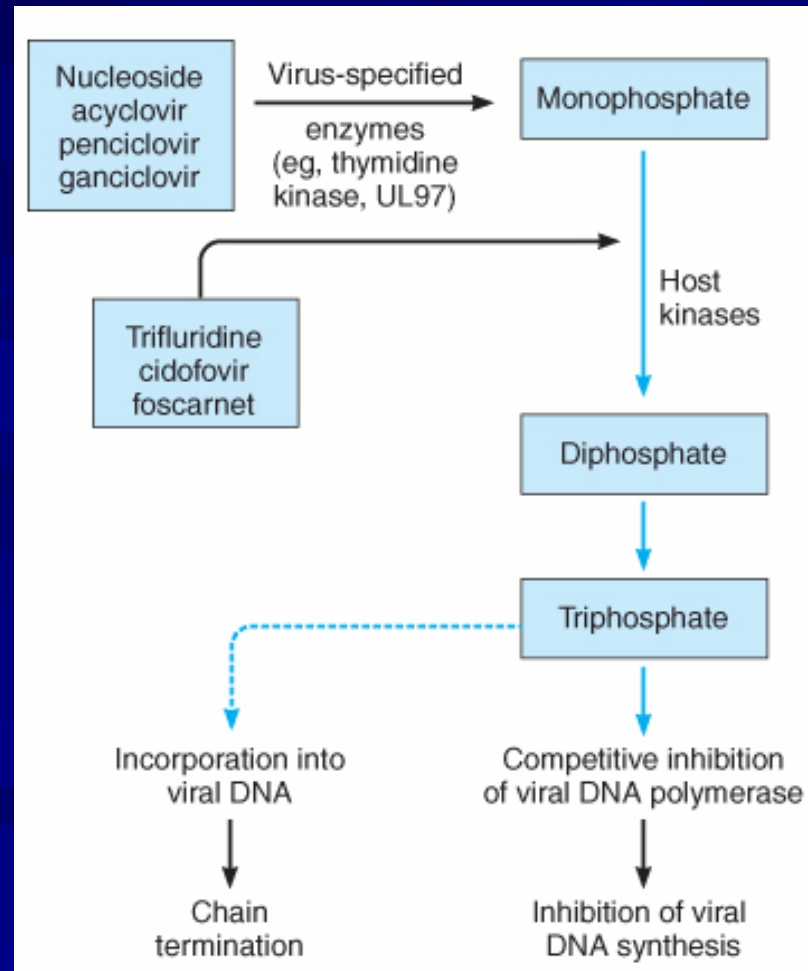 Nucleoside
acyclovir
penciclovir
ganciclovir
Virus-specified
enzymes
(eg, thymidine
kinase, UL97)
Monophosphate
Trifluridine
cidofovir
foscarnet
Host
kinases
Diphosphate
Triphosphate
Incorporation into
viral DNA
Competitive inhibition
of viral DNA polymerase
Chain
termination
Inhibition of viral
DNA synthesis